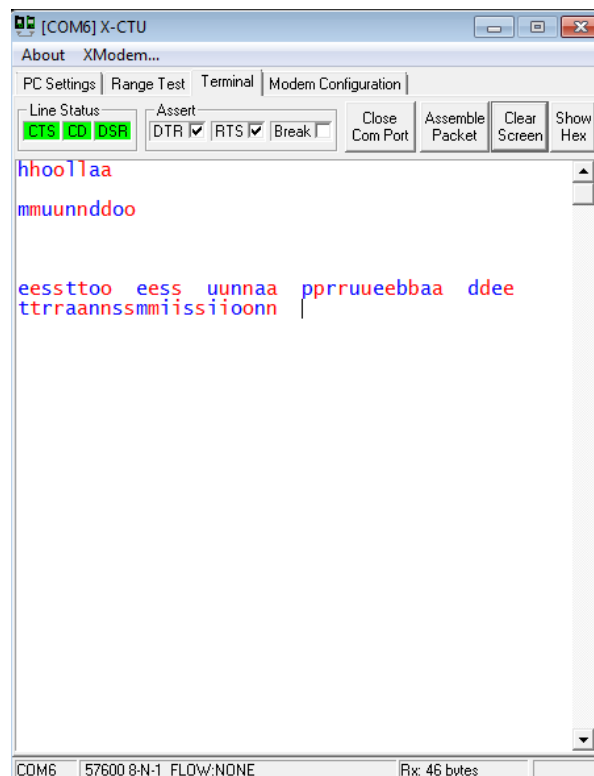 [COM6] X-CTU
About XModem...
PC Settings Range Test Terminal Modem Configuration
Line Status Assert
CTS CD DSR DTR RTS Break
Close Com Port
Assemble Packet
Clear Screen
Show Hex
hhoollaa
mmuunnddoo
eessttoo eess uunnaa pprruueebbaa ddee
ttrraannssmmiissiioonn
COM6 57600 8-N-1 FLOW:NONE Rx: 46 bytes